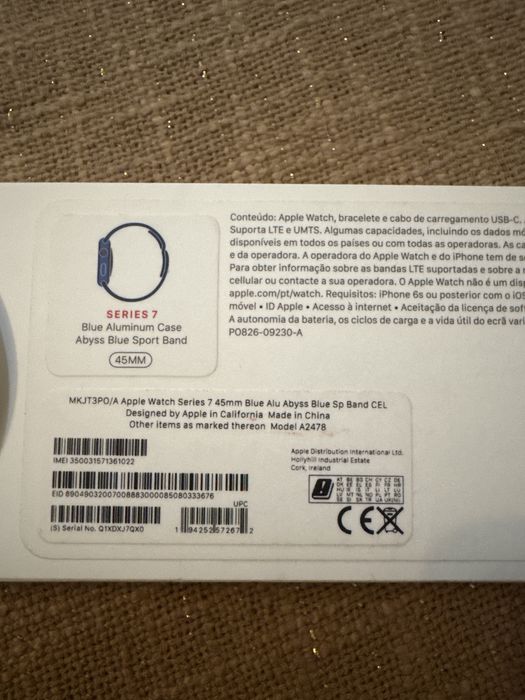 SERIES 7
Blue Aluminum Case
Abyss Blue Sport Band
45MM
Conteúdo: Apple Watch, bracelete e cabo de carregamento USB-C.
Suporta LTE e UMTS. Algumas capacidades, incluindo os dados
disponíveis em todos os países ou com todas as operadoras. As
e da operadora. A operadora do Apple Watch e do iPhone tem de
Para obter informação sobre as bandas LTE suportadas e sobre a
cellular ou contacte a sua operadora. O Apple Watch não é um
apple.com/pt/watch. Requisitos: iPhone 6s ou posterior com o
móvel • ID Apple • Acesso à internet • Aceitação da licença de
A autonomia da bateria, os ciclos de carga e a vida útil do ecrã
PO826-09230-A
MKJT3PO/A Apple Watch Series 7 45mm Blue Alu Abyss Blue Sp Band CEL
Designed by Apple in California Made in China
Other items as marked thereon Model A2478
IMEI 350031571361022
EID 89049032007008883000085080333676
(S) Serial No. Q1XDXJ7QX0
UPC
1 94252 57267 2
Apple Distribution International Ltd.
Hollyhill Industrial Estate
Cork, Ireland
CE